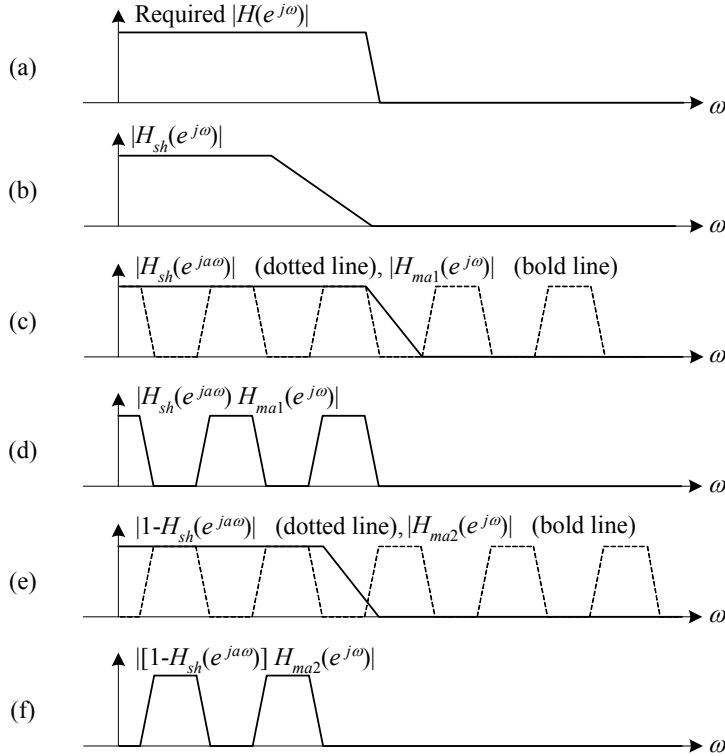 Required |H(e^{jω})|
(a)
ω
|H_{sh}(e^{jω})|
(b)
ω
|H_{sh}(e^{jaω})| (dotted line), |H_{ma1}(e^{jω})| (bold line)
(c)
ω
|H_{sh}(e^{jaω}) H_{ma1}(e^{jω})|
(d)
ω
|1-H_{sh}(e^{jaω})| (dotted line), |H_{ma2}(e^{jω})| (bold line)
(e)
ω
|[1-H_{sh}(e^{jaω})] H_{ma2}(e^{jω})|
(f)
ω